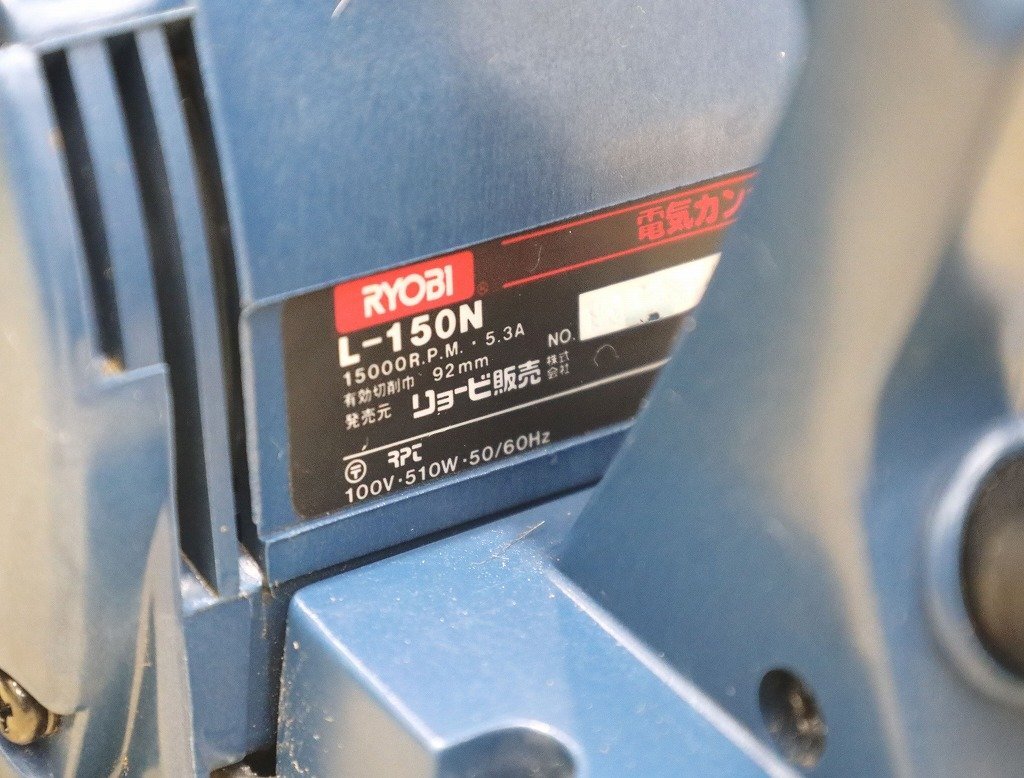 電気カン
RYOBI ®
L-150N
15000R.P.M.・5.3A
NO.
有効切削巾 92mm
発売元 リョービ販売 株式会社
〒 RPC
100V・510W・50/60Hz